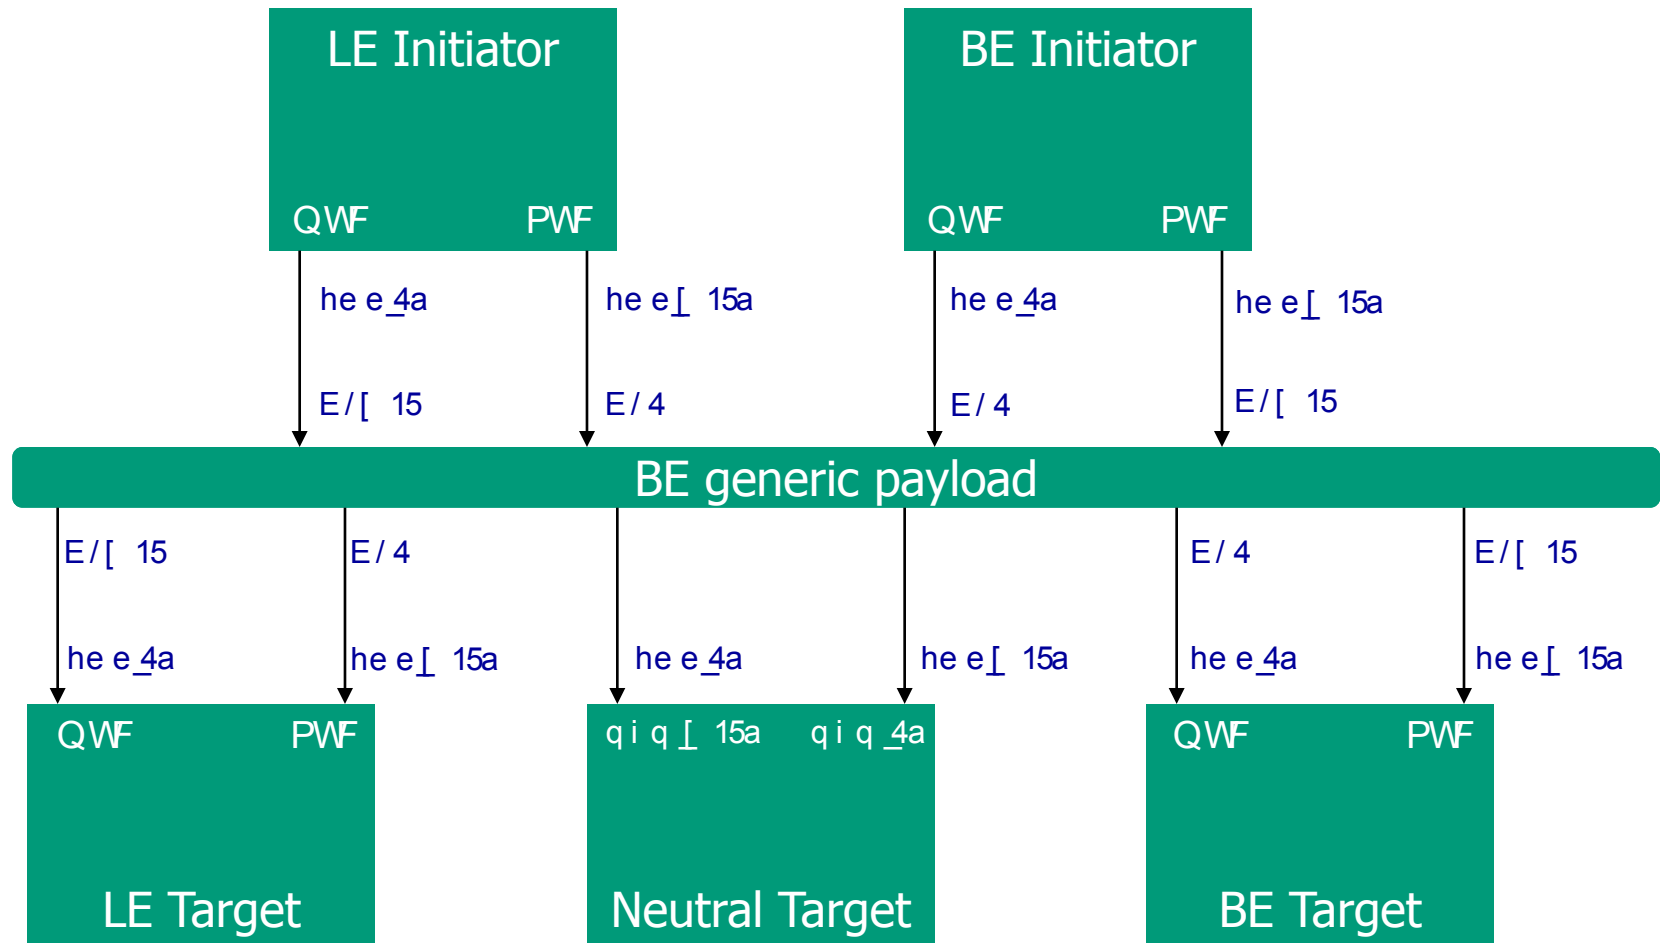 LE Initiator
BE Initiator
QWF PWF
QWF PWF
he e_4a
he e[_ 15a
he e_4a
he e[_ 15a
E/[ 15
E/ 4
E/ 4
E/[ 15
BE generic payload
E/[ 15
E/ 4
E/ 4
E/[ 15
he e_4a
he e[_ 15a
he e_4a
he e[_ 15a
he e_4a
he e[_ 15a
QWF PWF
q i q_[ 15a q i q_4a
QWF PWF
LE Target
Neutral Target
BE Target